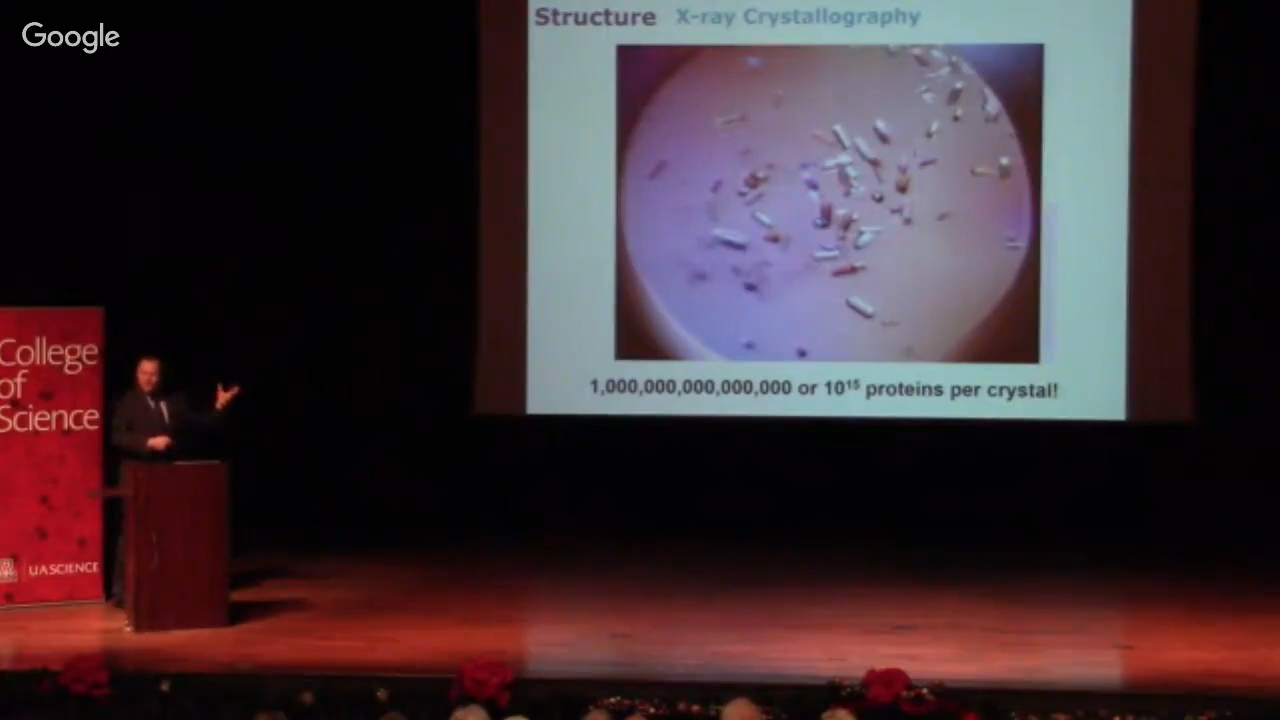 Google
Structure X-ray Crystallography
1,000,000,000,000,000 or 10¹⁵ proteins per crystal!
College
of
Science
UA SCIENCE